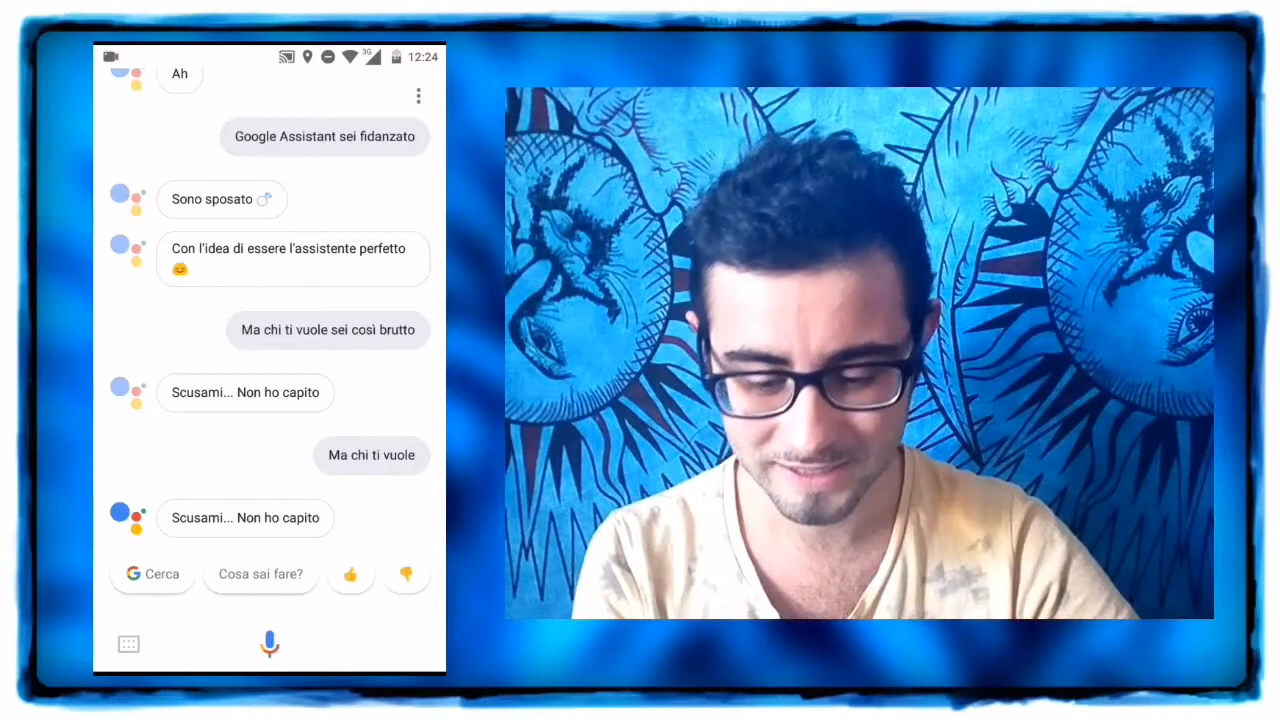 3G
12:24
Ah
Google Assistant sei fidanzato
Sono sposato 💍
Con l'idea di essere l'assistente perfetto
😊
Ma chi ti vuole sei così brutto
Scusami... Non ho capito
Ma chi ti vuole
Scusami... Non ho capito
Cerca
Cosa sai fare?